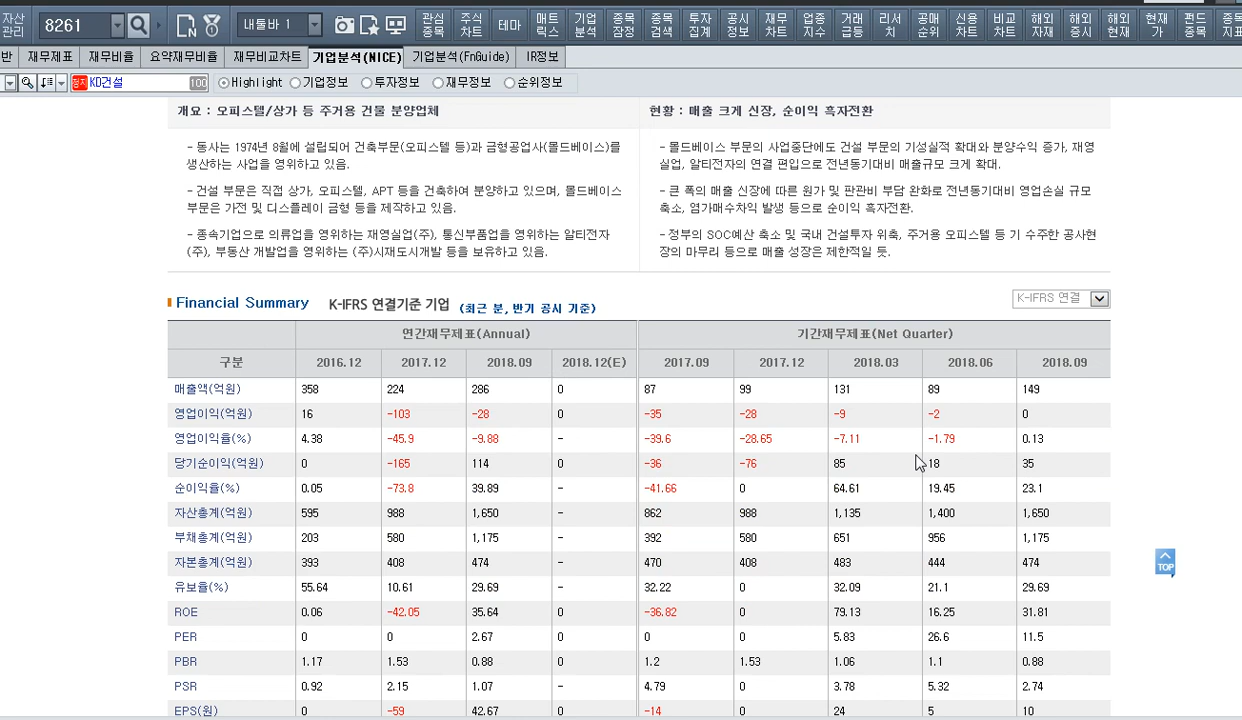 자산관리 8261 내툴바 1 관심종목 주식차트 테마 매트릭스 기업분석 종목잠정 종목검색 투자집계 공시정보 재무차트 업종지수 거래급등 리서치 공매순위 신용차트 비교차트 해외자재 해외증시 해외현재 현재가 펀드종목
재무제표 재무비율 요약재무비율 재무비교차트 기업분석(NICE) 기업분석(FnGuide) IR정보
정지 KD건설 100 Highlight 기업정보 투자정보 재무정보 순위정보
개요 : 오피스텔/상가 등 주거용 건물 분양업체
- 동사는 1974년 8월에 설립되어 건축부문(오피스텔 등)과 금형공업사(몰드베이스)를
생산하는 사업을 영위하고 있음.
- 건설 부문은 직접 상가, 오피스텔, APT 등을 건축하여 분양하고 있으며, 몰드베이스
부문은 가전 및 디스플레이 금형 등을 제작하고 있음.
- 종속기업으로 의류업을 영위하는 재영실업(주), 통신부품업을 영위하는 알티전자
(주), 부동산 개발업을 영위하는 (주)시재도시개발 등을 보유하고 있음.
현황 : 매출 크게 신장, 순이익 흑자전환
- 몰드베이스 부문의 사업중단에도 건설 부문의 기성실적 확대와 분양수익 증가, 재영
실업, 알티전자의 연결 편입으로 전년동기대비 매출규모 크게 확대.
- 큰 폭의 매출 신장에 따른 원가 및 판관비 부담 완화로 전년동기대비 영업손실 규모
축소, 염가매수차익 발생 등으로 순이익 흑자전환.
- 정부의 SOC예산 축소 및 국내 건설투자 위축, 주거용 오피스텔 등 기 수주한 공사현
장의 마무리 등으로 매출 성장은 제한적일 듯.
Financial Summary K-IFRS 연결기준 기업 (최근 분, 반기 공시 기준) K-IFRS 연결
연간재무제표(Annual) 기간재무제표(Net Quarter)
구분 2016.12 2017.12 2018.09 2018.12(E) 2017.09 2017.12 2018.03 2018.06 2018.09
매출액(억원) 358 224 286 0 87 99 131 89 149
영업이익(억원) 16 -103 -28 0 -35 -28 -9 -2 0
영업이익율(%) 4.38 -45.9 -9.88 - -39.6 -28.65 -7.11 -1.79 0.13
당기순이익(억원) 0 -165 114 0 -36 -76 85 18 35
순이익율(%) 0.05 -73.8 39.89 - -41.66 0 64.61 19.45 23.1
자산총계(억원) 595 988 1,650 - 862 988 1,135 1,400 1,650
부채총계(억원) 203 580 1,175 - 392 580 651 956 1,175
자본총계(억원) 393 408 474 - 470 408 483 444 474
유보율(%) 55.64 10.61 29.69 - 32.22 0 32.09 21.1 29.69
ROE 0.06 -42.05 35.64 0 -36.82 0 79.13 16.25 31.81
PER 0 0 2.67 0 0 0 5.83 26.6 11.5
PBR 1.17 1.53 0.88 0 1.2 1.53 1.06 1.1 0.88
PSR 0.92 2.15 1.07 - 4.79 0 3.78 5.32 2.74
EPS(원) 0 -59 42.67 0 -14 0 24 5 10
TOP